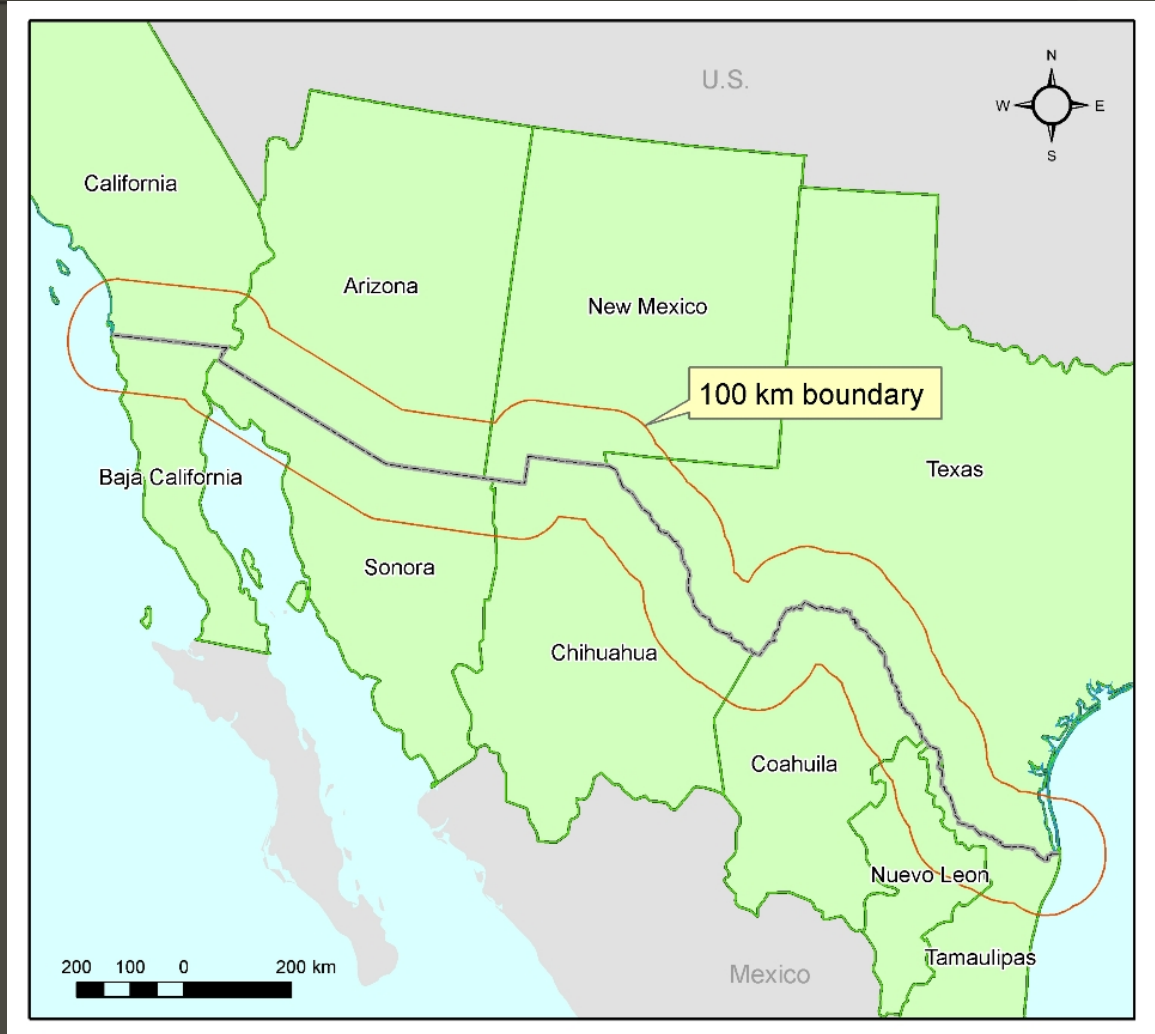 U.S.
N
W E
S
California
Arizona
New Mexico
100 km boundary
Texas
Baja California
Sonora
Chihuahua
Coahuila
Nuevo Leon
Tamaulipas
Mexico
200 100 0 200 km